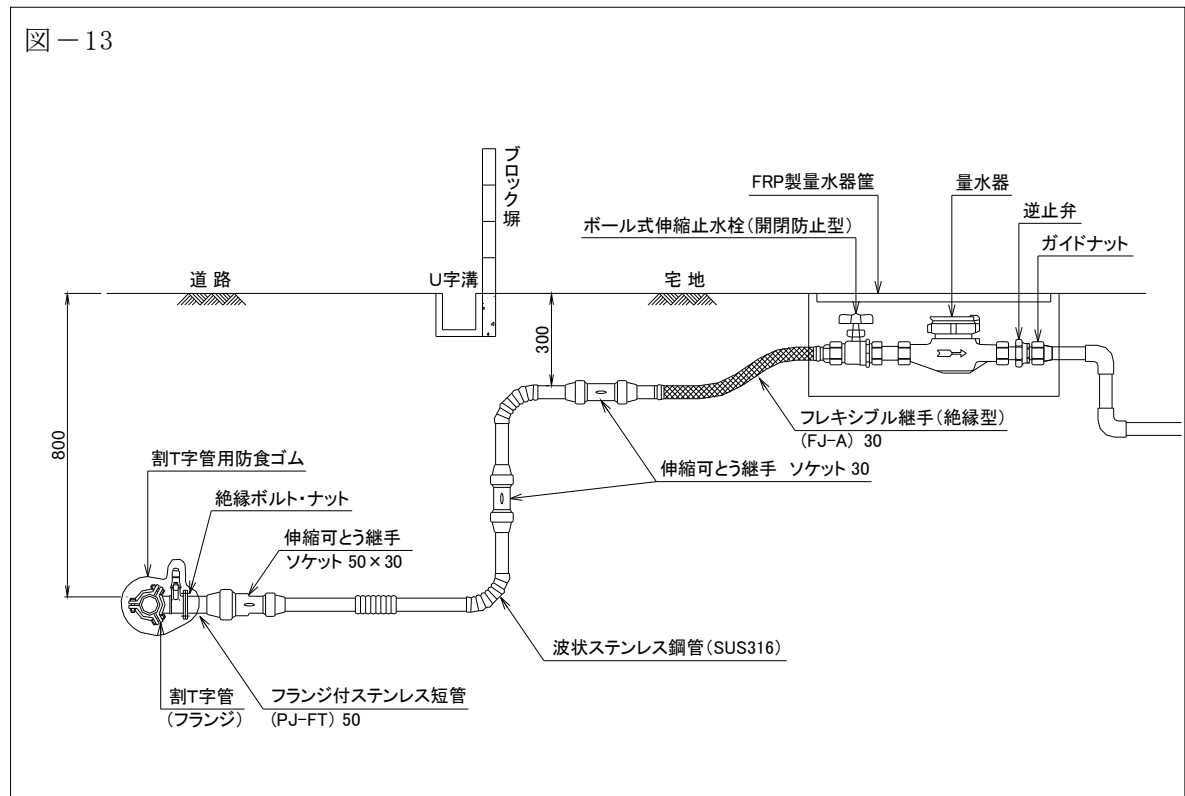 図－13
ブロック塀
FRP製量水器筐
量水器
逆止弁
ボール式伸縮止水栓(開閉防止型)
ガイドナット
道路
U字溝
宅地
300
800
フレキシブル継手(絶縁型)
(FJ-A) 30
割T字管用防食ゴム
伸縮可とう継手 ソケット 30
絶縁ボルト・ナット
伸縮可とう継手
ソケット 50×30
波状ステンレス鋼管(SUS316)
割T字管
(フランジ)
フランジ付ステンレス短管
(PJ-FT) 50